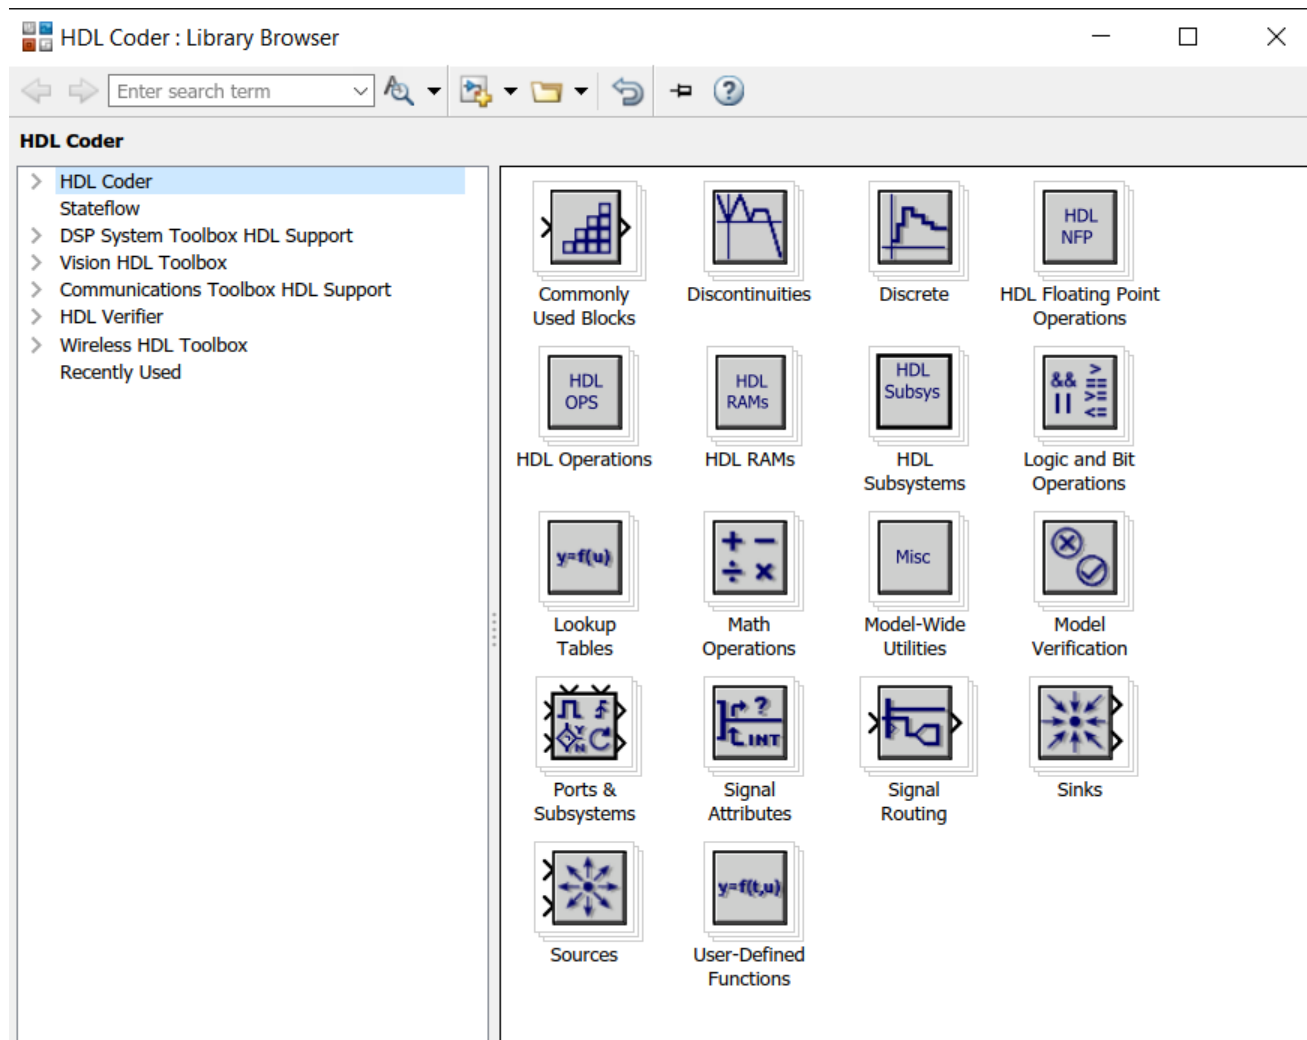 HDL Coder : Library Browser
Enter search term
HDL Coder
HDL Coder
Stateflow
DSP System Toolbox HDL Support
Vision HDL Toolbox
Communications Toolbox HDL Support
HDL Verifier
Wireless HDL Toolbox
Recently Used
HDL
NFP
Commonly
Used Blocks
Discontinuities
Discrete
HDL Floating Point
Operations
HDL
OPS
HDL
RAMs
HDL
Subsys
&& >
==
|| >=
<=
HDL Operations
HDL RAMs
HDL
Subsystems
Logic and Bit
Operations
y=f(u)
+ −
÷ ×
Misc
Lookup
Tables
Math
Operations
Model-Wide
Utilities
Model
Verification
Y
N
?
INT
Ports &
Subsystems
Signal
Attributes
Signal
Routing
Sinks
y=f(t,u)
Sources
User-Defined
Functions